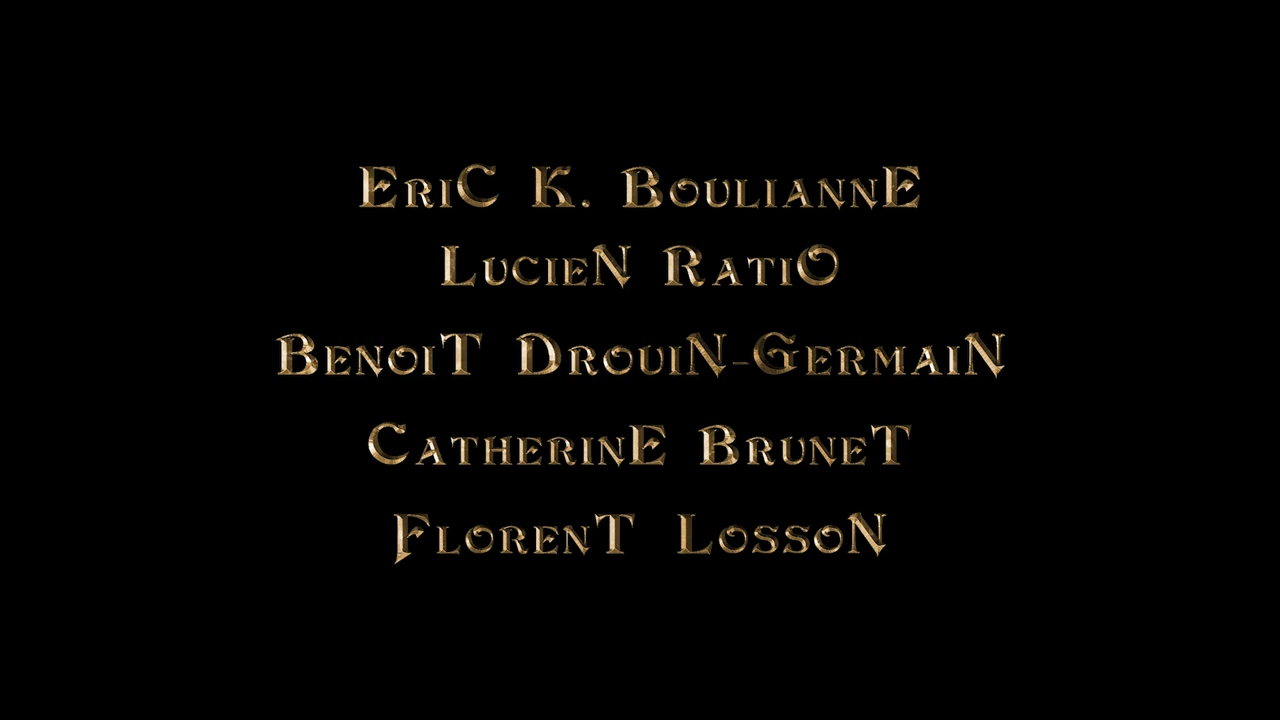 EriC K. BouliannE
LucieN RatiO
BenoiT DrouiN-GermaiN
CatherinE BruneT
FlorenT LossoN